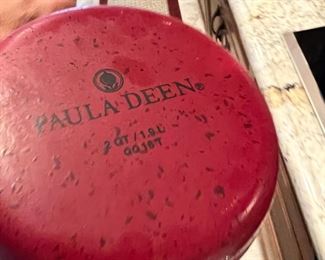 PAULA DEEN®
2 QT / 1.9 L